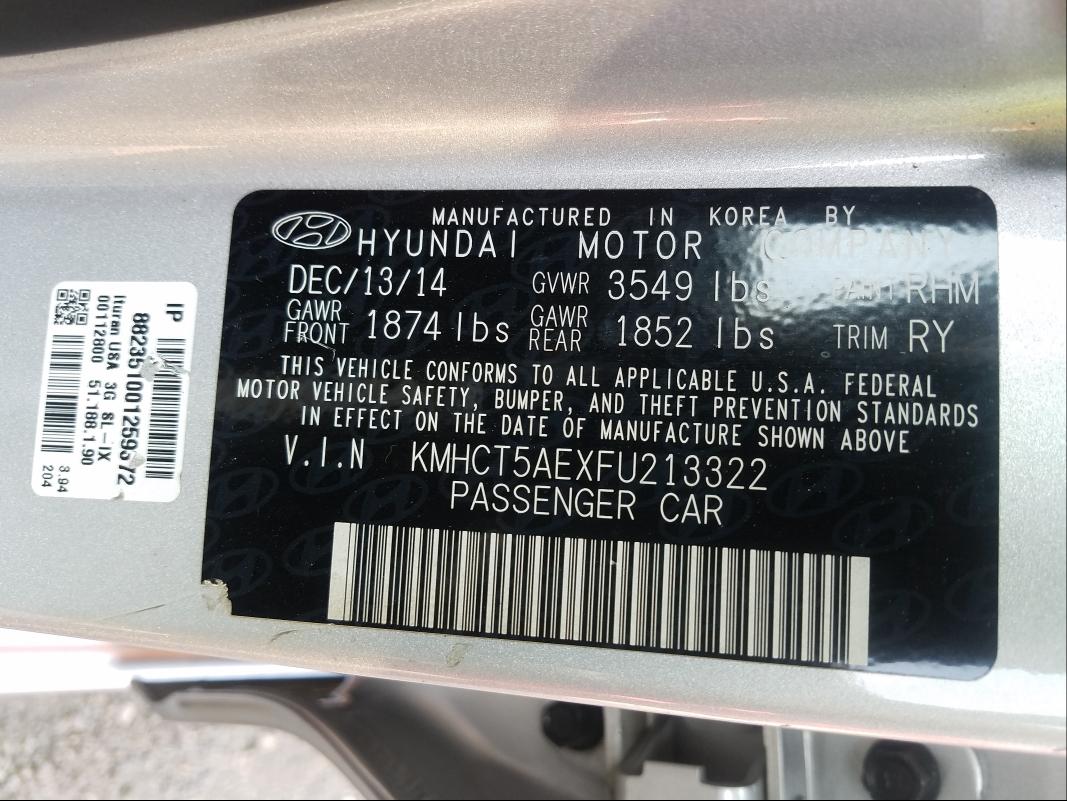 MANUFACTURED IN KOREA BY
HYUNDAI MOTOR COMPANY
DEC/13/14 GVWR 3549 lbs PAINT RHM
GAWR FRONT 1874 lbs GAWR REAR 1852 lbs TRIM RY
THIS VEHICLE CONFORMS TO ALL APPLICABLE U.S.A. FEDERAL
MOTOR VEHICLE SAFETY, BUMPER, AND THEFT PREVENTION STANDARDS
IN EFFECT ON THE DATE OF MANUFACTURE SHOWN ABOVE
V.I.N KMHCT5AEXFU213322
PASSENGER CAR
IP
Ituran USA 3G 8L-IX
00112800 51.188.1.90
3.94
204